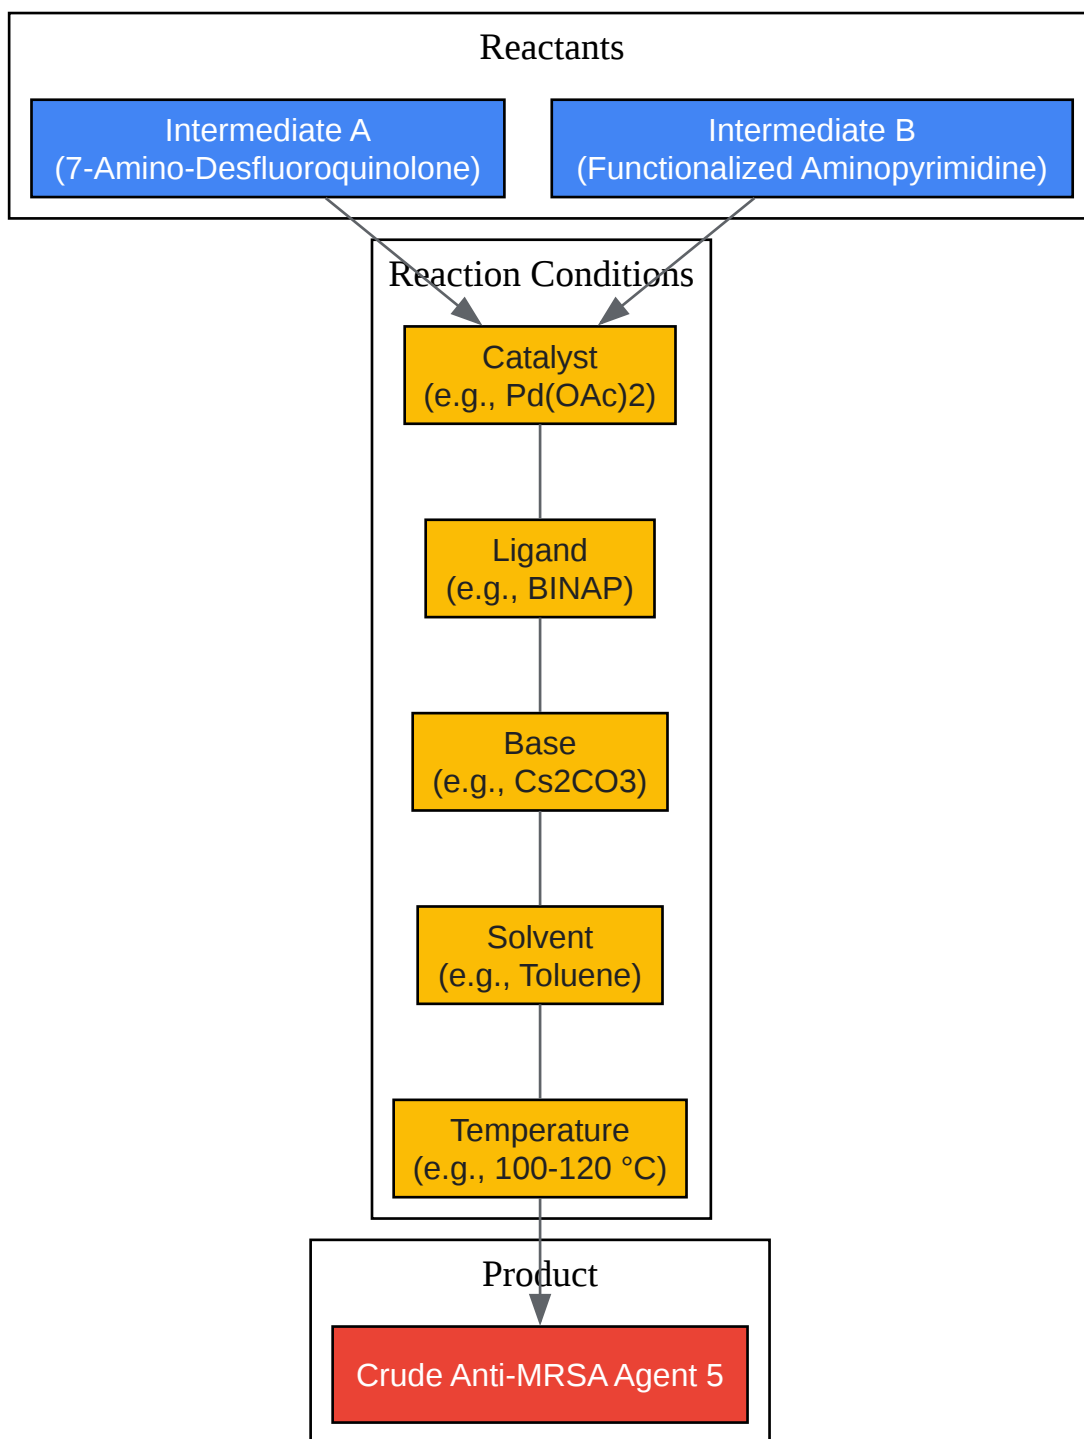 Reactants
Intermediate A
(7-Amino-Desfluoroquinolone)
Intermediate B
(Functionalized Aminopyrimidine)
Reaction Conditions
Catalyst
(e.g., Pd(OAc)2)
Ligand
(e.g., BINAP)
Base
(e.g., Cs2CO3)
Solvent
(e.g., Toluene)
Temperature
(e.g., 100-120 °C)
Product
Crude Anti-MRSA Agent 5